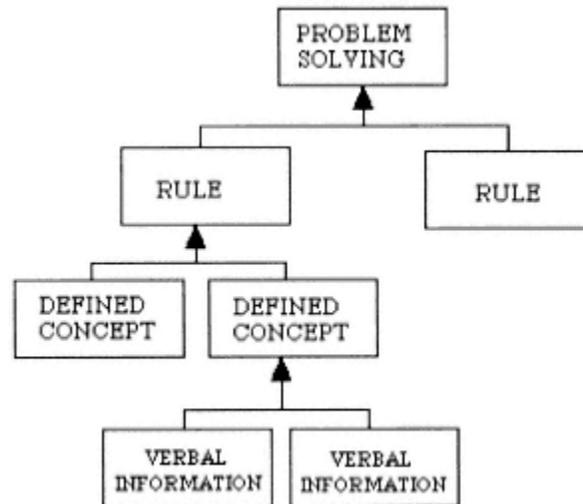 PROBLEM
SOLVING
RULE
RULE
DEFINED
CONCEPT
DEFINED
CONCEPT
VERBAL
INFORMATION
VERBAL
INFORMATION